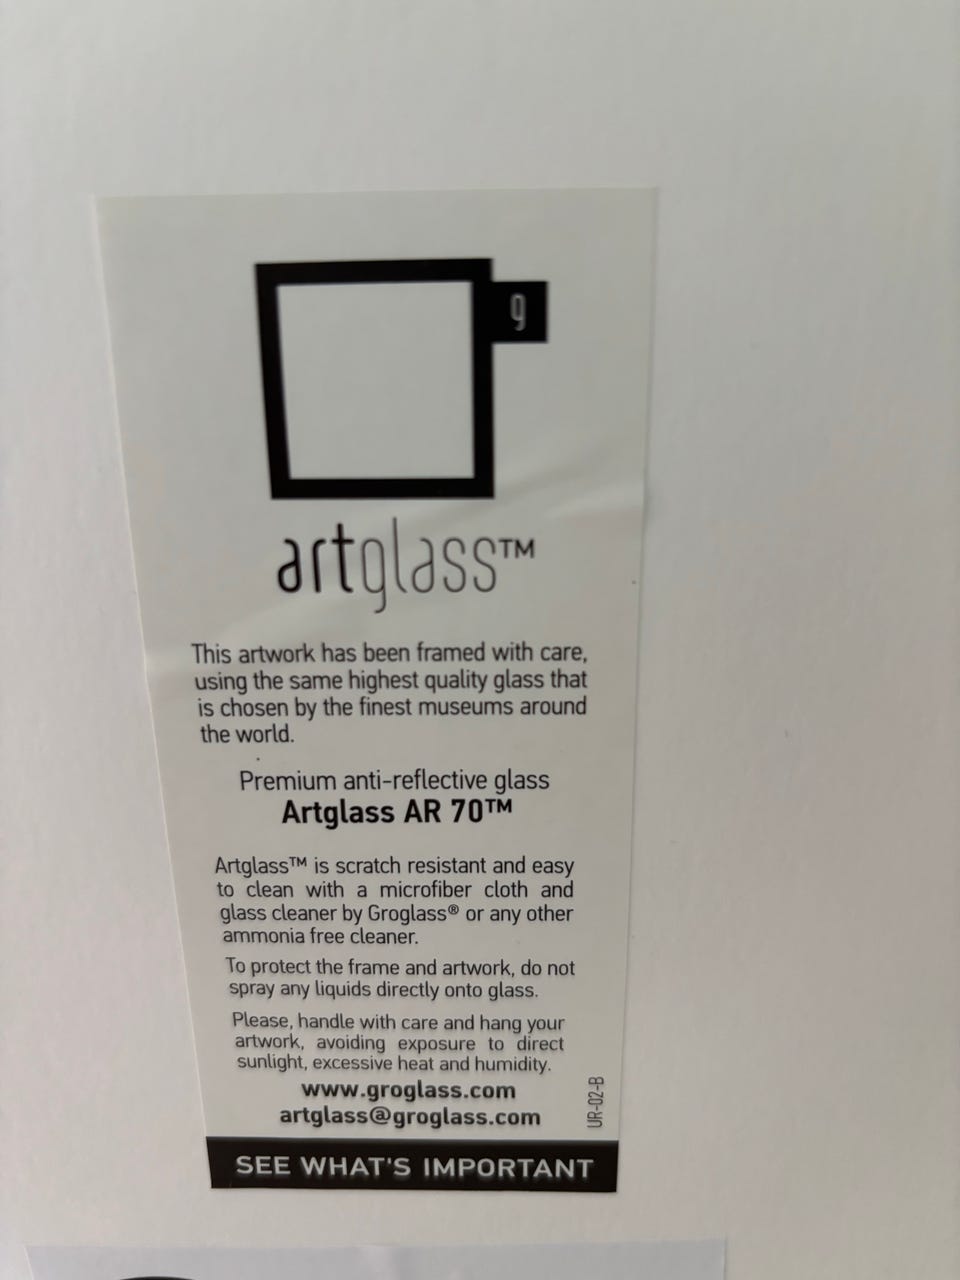 g
artglass™
This artwork has been framed with care,
using the same highest quality glass that
is chosen by the finest museums around
the world.
Premium anti-reflective glass
Artglass AR 70™
Artglass™ is scratch resistant and easy
to clean with a microfiber cloth and
glass cleaner by Groglass® or any other
ammonia free cleaner.
To protect the frame and artwork, do not
spray any liquids directly onto glass.
Please, handle with care and hang your
artwork, avoiding exposure to direct
sunlight, excessive heat and humidity.
www.groglass.com
artglass@groglass.com
UR-02-B
SEE WHAT'S IMPORTANT